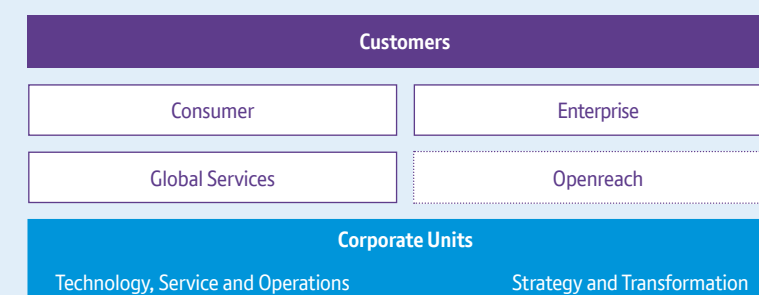 Customers
Consumer Enterprise
Global Services Openreach
Corporate Units
Technology, Service and Operations Strategy and Transformation